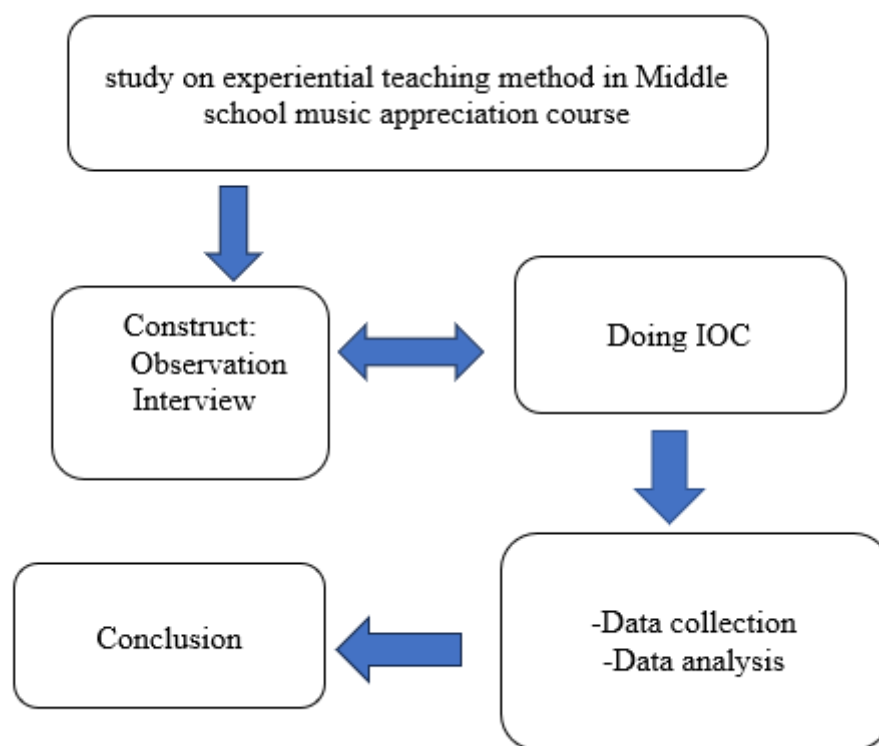 study on experiential teaching method in Middle
school music appreciation course
Construct:
Observation
Interview
Doing IOC
-Data collection
-Data analysis
Conclusion